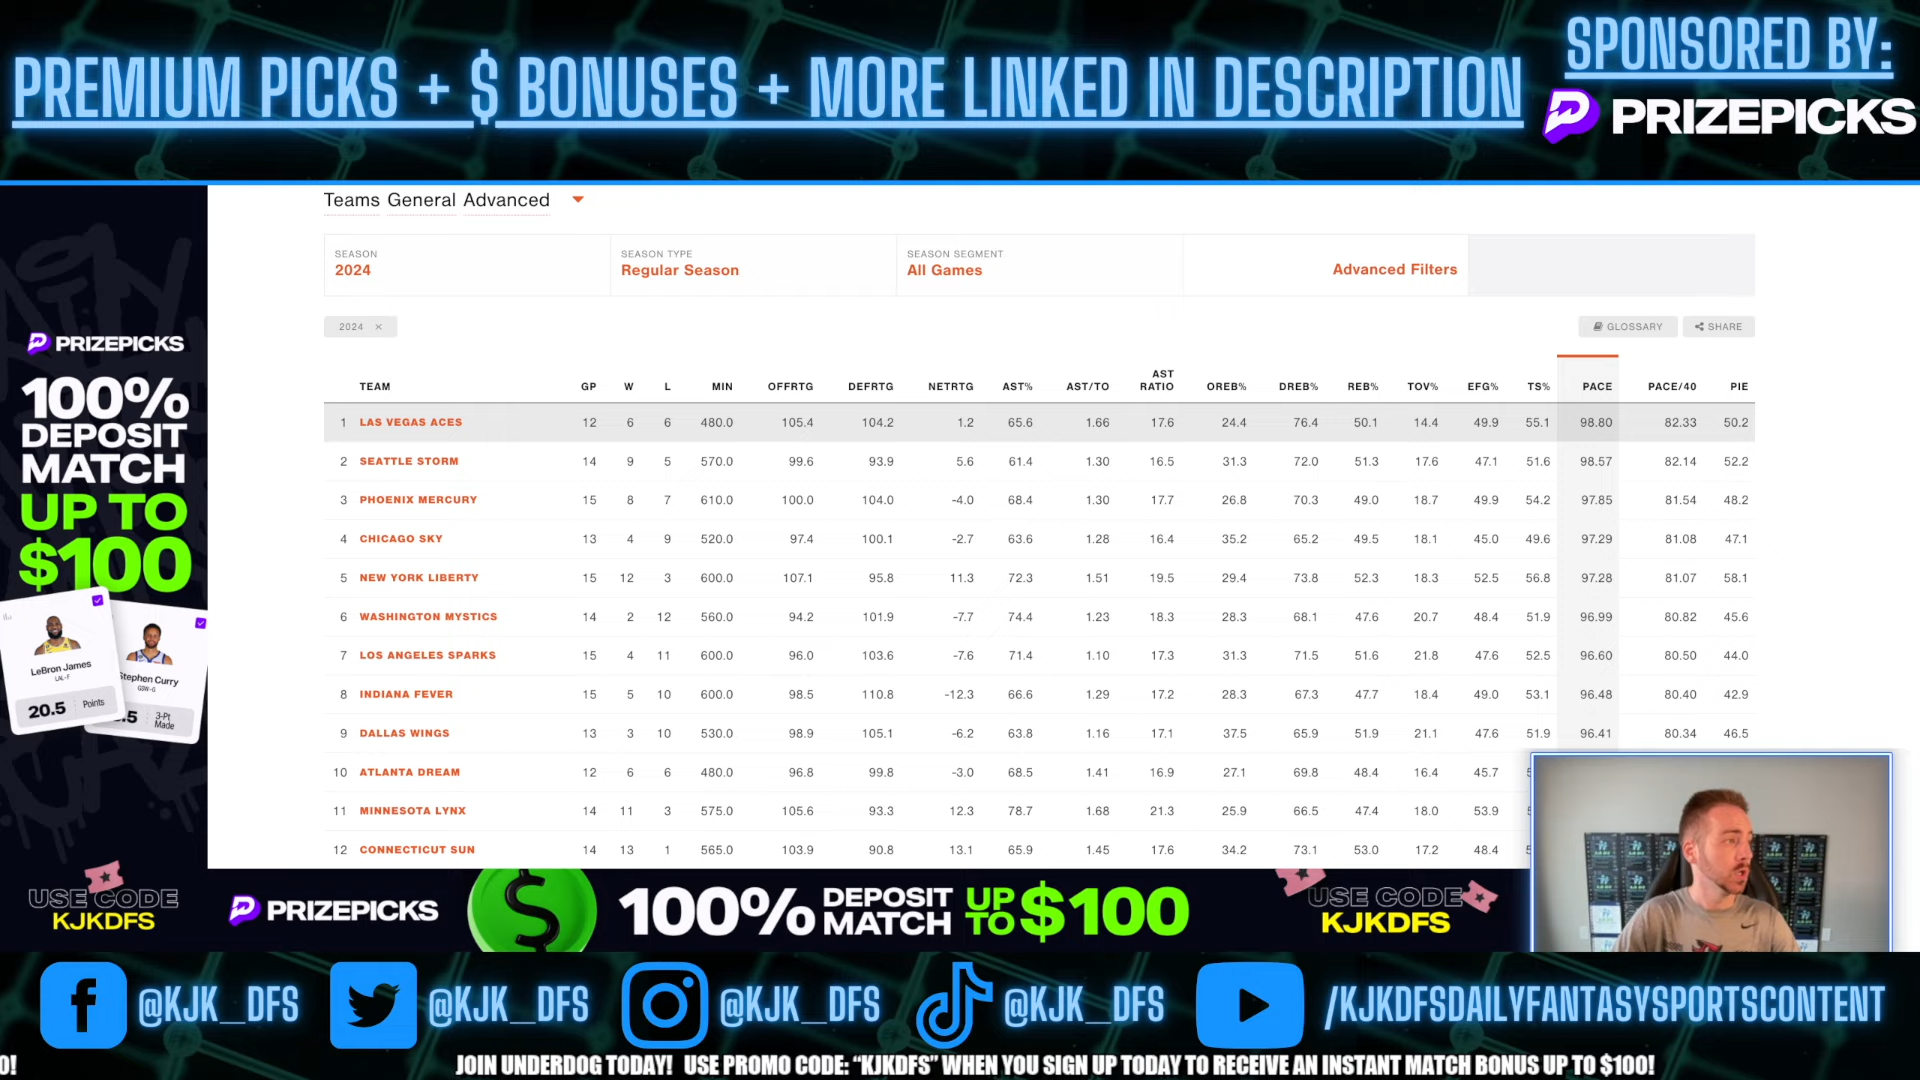 PREMIUM PICKS + $ BONUSES + MORE LINKED IN DESCRIPTION
SPONSORED BY:
PRIZEPICKS
Teams General Advanced
SEASON
2024
SEASON TYPE
Regular Season
SEASON SEGMENT
All Games
Advanced Filters
2024 ×
GLOSSARY SHARE
TEAM GP W L MIN OFFRTG DEFRTG NETRTG AST% AST/TO AST RATIO OREB% DREB% REB% TOV% EFG% TS% PACE PACE/40 PIE
1 LAS VEGAS ACES 12 6 6 480.0 105.4 104.2 1.2 65.6 1.66 17.6 24.4 76.4 50.1 14.4 49.9 55.1 98.80 82.33 50.2
2 SEATTLE STORM 14 9 5 570.0 99.6 93.9 5.6 61.4 1.30 16.5 31.3 72.0 51.3 17.6 47.1 51.6 98.57 82.14 52.2
3 PHOENIX MERCURY 15 8 7 610.0 100.0 104.0 -4.0 68.4 1.30 17.7 26.8 70.3 49.0 18.7 49.9 54.2 97.85 81.54 48.2
4 CHICAGO SKY 13 4 9 520.0 97.4 100.1 -2.7 63.6 1.28 16.4 35.2 65.2 49.5 18.1 45.0 49.6 97.29 81.08 47.1
5 NEW YORK LIBERTY 15 12 3 600.0 107.1 95.8 11.3 72.3 1.51 19.5 29.4 73.8 52.3 18.3 52.5 56.8 97.28 81.07 58.1
6 WASHINGTON MYSTICS 14 2 12 560.0 94.2 101.9 -7.7 74.4 1.23 18.3 28.3 68.1 47.6 20.7 48.4 51.9 96.99 80.82 45.6
7 LOS ANGELES SPARKS 15 4 11 600.0 96.0 103.6 -7.6 71.4 1.10 17.3 31.3 71.5 51.6 21.8 47.6 52.5 96.60 80.50 44.0
8 INDIANA FEVER 15 5 10 600.0 98.5 110.8 -12.3 66.6 1.29 17.2 28.3 67.3 47.7 18.4 49.0 53.1 96.48 80.40 42.9
9 DALLAS WINGS 13 3 10 530.0 98.9 105.1 -6.2 63.8 1.16 17.1 37.5 65.9 51.9 21.1 47.6 51.9 96.41 80.34 46.5
10 ATLANTA DREAM 12 6 6 480.0 96.8 99.8 -3.0 68.5 1.41 16.9 27.1 69.8 48.4 16.4 45.7
11 MINNESOTA LYNX 14 11 3 575.0 105.6 93.3 12.3 78.7 1.68 21.3 25.9 66.5 47.4 18.0 53.9
12 CONNECTICUT SUN 14 13 1 565.0 103.9 90.8 13.1 65.9 1.45 17.6 34.2 73.1 53.0 17.2 48.4
PRIZEPICKS
100%
DEPOSIT
MATCH
UP TO
$100
LeBron James
LAL-F
20.5 Points
Stephen Curry
GSW-G
.5 3-Pt Made
USE CODE
KJKDFS
PRIZEPICKS
100% DEPOSIT MATCH UP TO $100
USE CODE
KJKDFS
@KJK_DFS
@KJK_DFS
@KJK_DFS
@KJK_DFS
/KJKDFSDAILYFANTASYSPORTSCONTENT
0! JOIN UNDERDOG TODAY! USE PROMO CODE: "KJKDFS" WHEN YOU SIGN UP TODAY TO RECEIVE AN INSTANT MATCH BONUS UP TO $100!